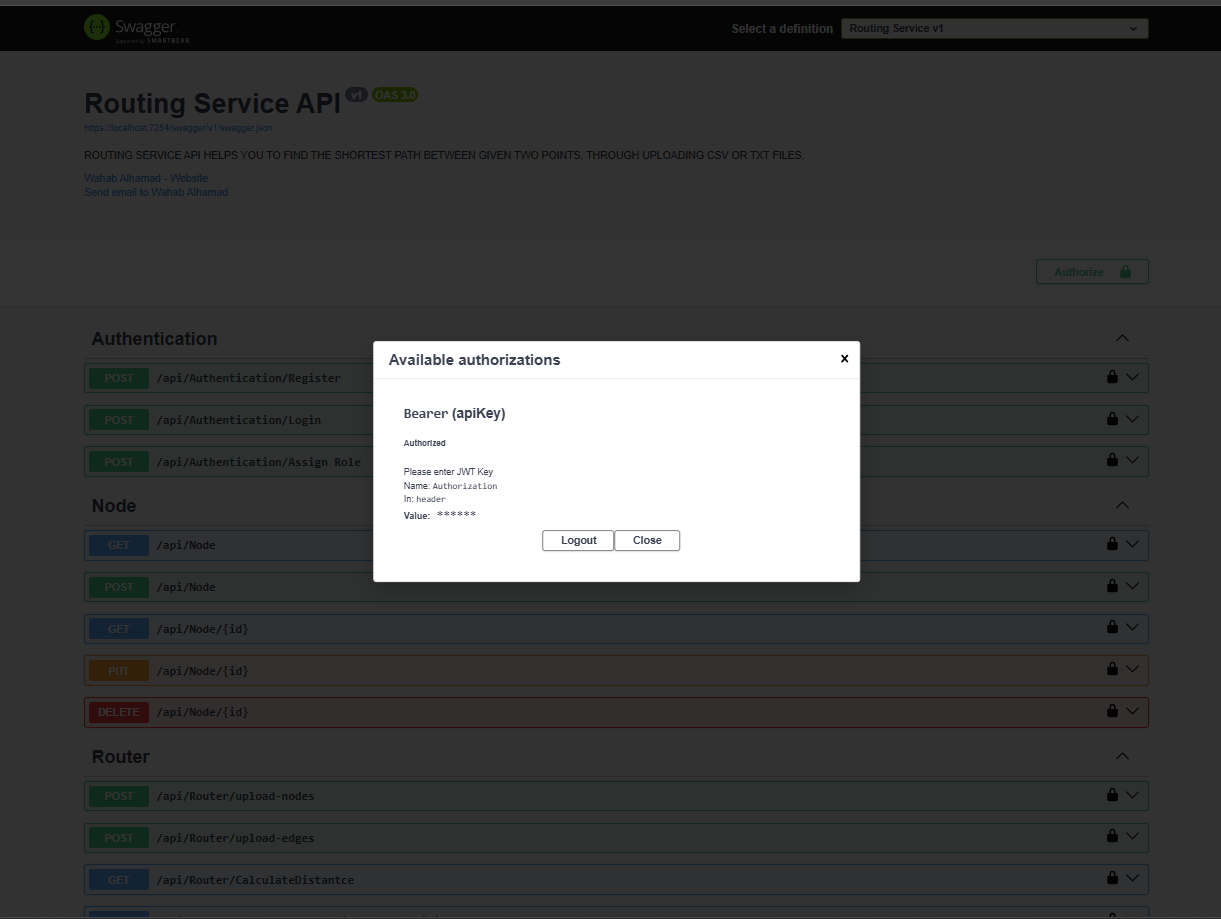 Swagger
Supported by SMARTBEAR
Select a definition
Routing Service v1
Routing Service API v1 OAS 3.0
https://localhost:7254/swagger/v1/swagger.json
ROUTING SERVICE API HELPS YOU TO FIND THE SHORTEST PATH BETWEEN GIVEN TWO POINTS, THROUGH UPLOADING CSV OR TXT FILES.
Wahab Alhamad - Website
Send email to Wahab Alhamad
Authorize
Authentication
POST /api/Authentication/Register
POST /api/Authentication/Login
POST /api/Authentication/Assign Role
Available authorizations
Bearer (apiKey)
Authorized
Please enter JWT Key
Name: Authorization
In: header
Value: ******
Logout Close
Node
GET /api/Node
POST /api/Node
GET /api/Node/{id}
PUT /api/Node/{id}
DELETE /api/Node/{id}
Router
POST /api/Router/upload-nodes
POST /api/Router/upload-edges
GET /api/Router/CalculateDistantce